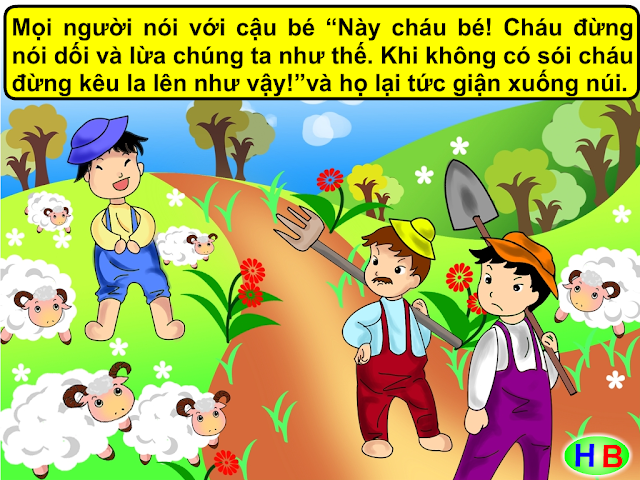 Mọi người nói với cậu bé “Này cháu bé! Cháu đừng
nói dối và lừa chúng ta như thế. Khi không có sói cháu
đừng kêu la lên như vậy!”và họ lại tức giận xuống núi.
H B